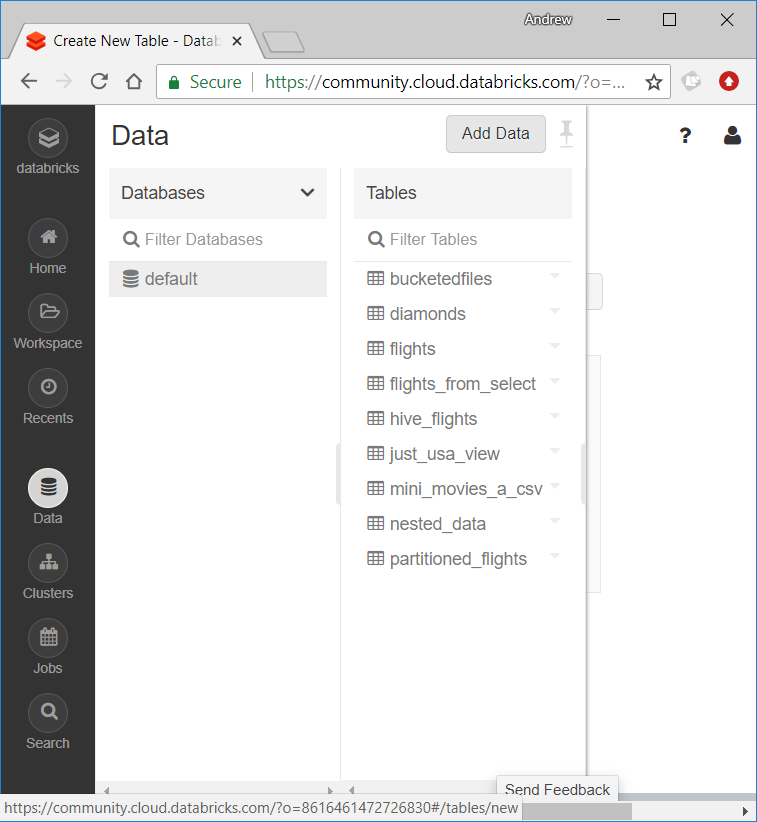 Andrew
Create New Table - Datab
Secure
https://community.cloud.databricks.com/?o=...
databricks
Home
Workspace
Recents
Data
Clusters
Jobs
Search
Data
Add Data
?
Databases
Filter Databases
default
Tables
Filter Tables
bucketedfiles
diamonds
flights
flights_from_select
hive_flights
just_usa_view
mini_movies_a_csv
nested_data
partitioned_flights
Send Feedback
https://community.cloud.databricks.com/?o=8616461472726830#/tables/new